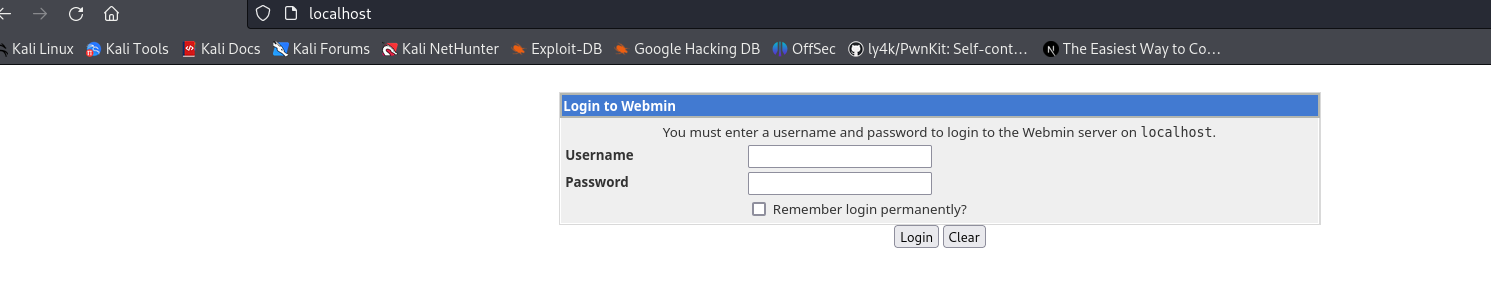 localhost
Kali Linux Kali Tools Kali Docs Kali Forums Kali NetHunter Exploit-DB Google Hacking DB OffSec ly4k/PwnKit: Self-cont… The Easiest Way to Co…
Login to Webmin
You must enter a username and password to login to the Webmin server on localhost.
Username
Password
Remember login permanently?
Login Clear